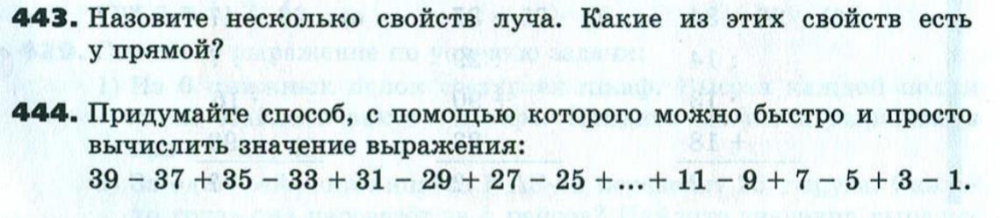 443. Назовите несколько свойств луча. Какие из этих свойств есть
у прямой?
444. Придумайте способ, с помощью которого можно быстро и просто
вычислить значение выражения:
39 − 37 + 35 − 33 + 31 − 29 + 27 − 25 + ... + 11 − 9 + 7 − 5 + 3 − 1.